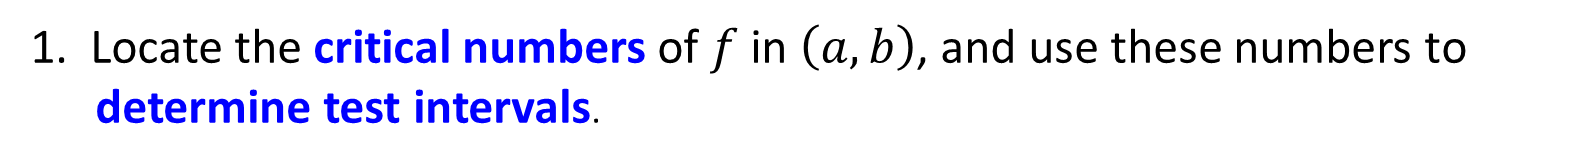 1. Locate the critical numbers of f in (a, b), and use these numbers to
determine test intervals.